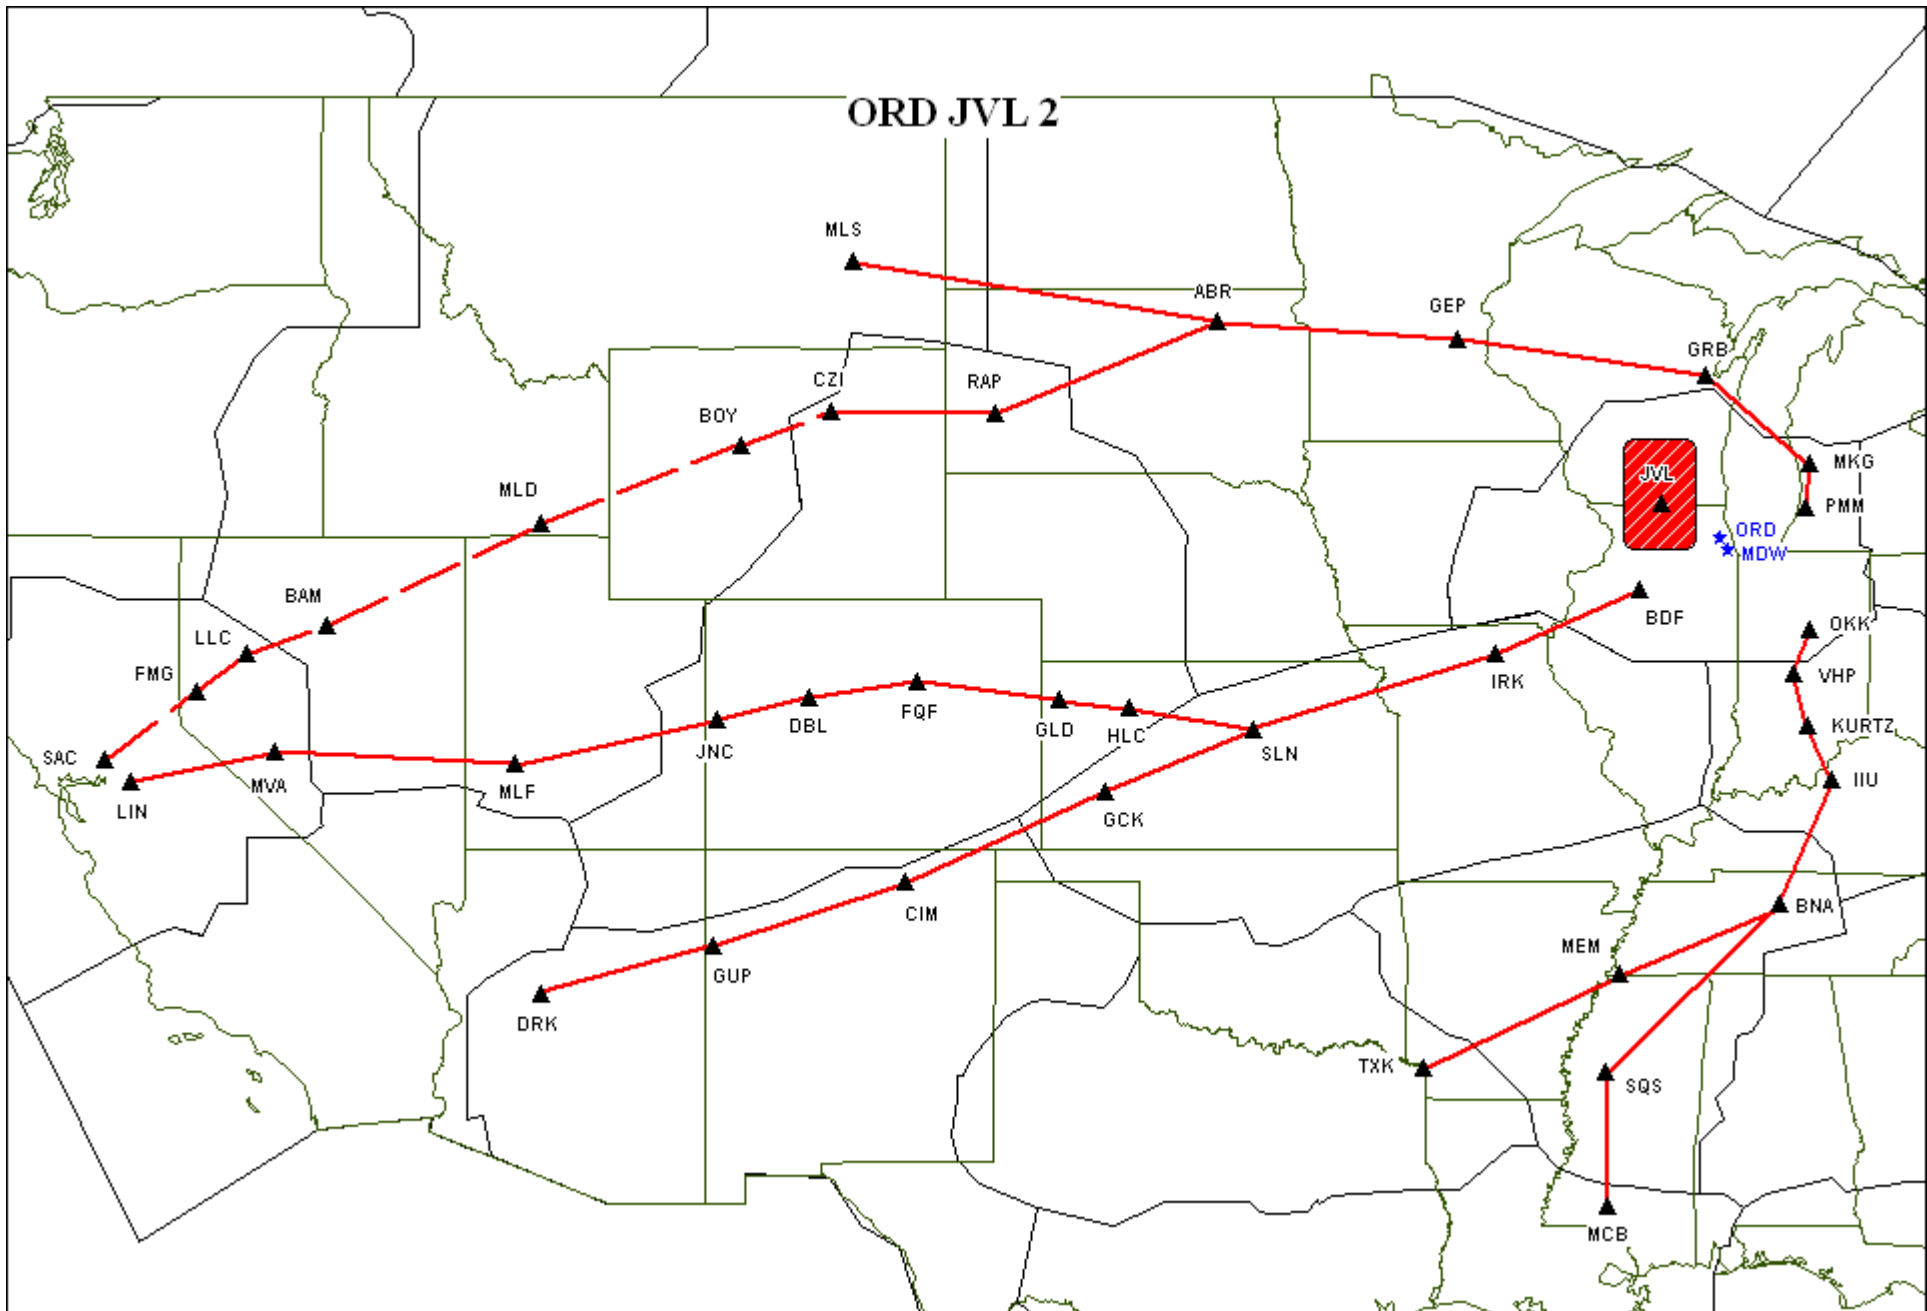 ORD JVL 2
MLS
ABR
GEP
GRB
CZI
RAP
BOY
MKG
JVL
MLD
PMM
ORD
MDW
BAM
BDF
OKK
LLC
FMG
IRK
VHP
FQF
DBL
GLD
HLC
KURTZ
JNC
SAC
SLN
IIU
MVA
MLF
LIN
GCK
CIM
BNA
MEM
GUP
DRK
TXK
SQS
MCB